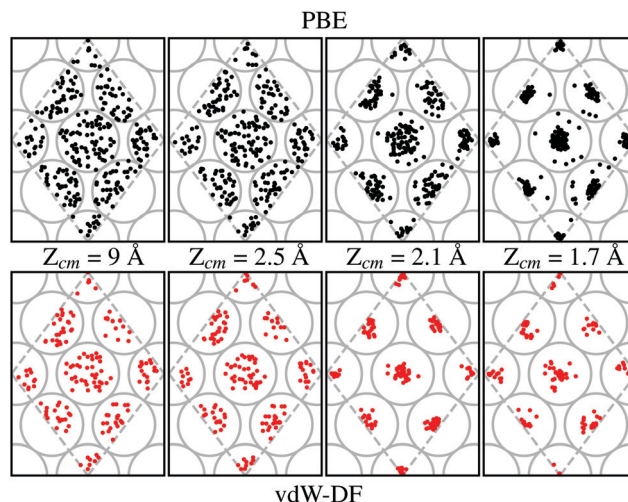 PBE
Z_cm = 9 Å Z_cm = 2.5 Å Z_cm = 2.1 Å Z_cm = 1.7 Å
vdW-DF